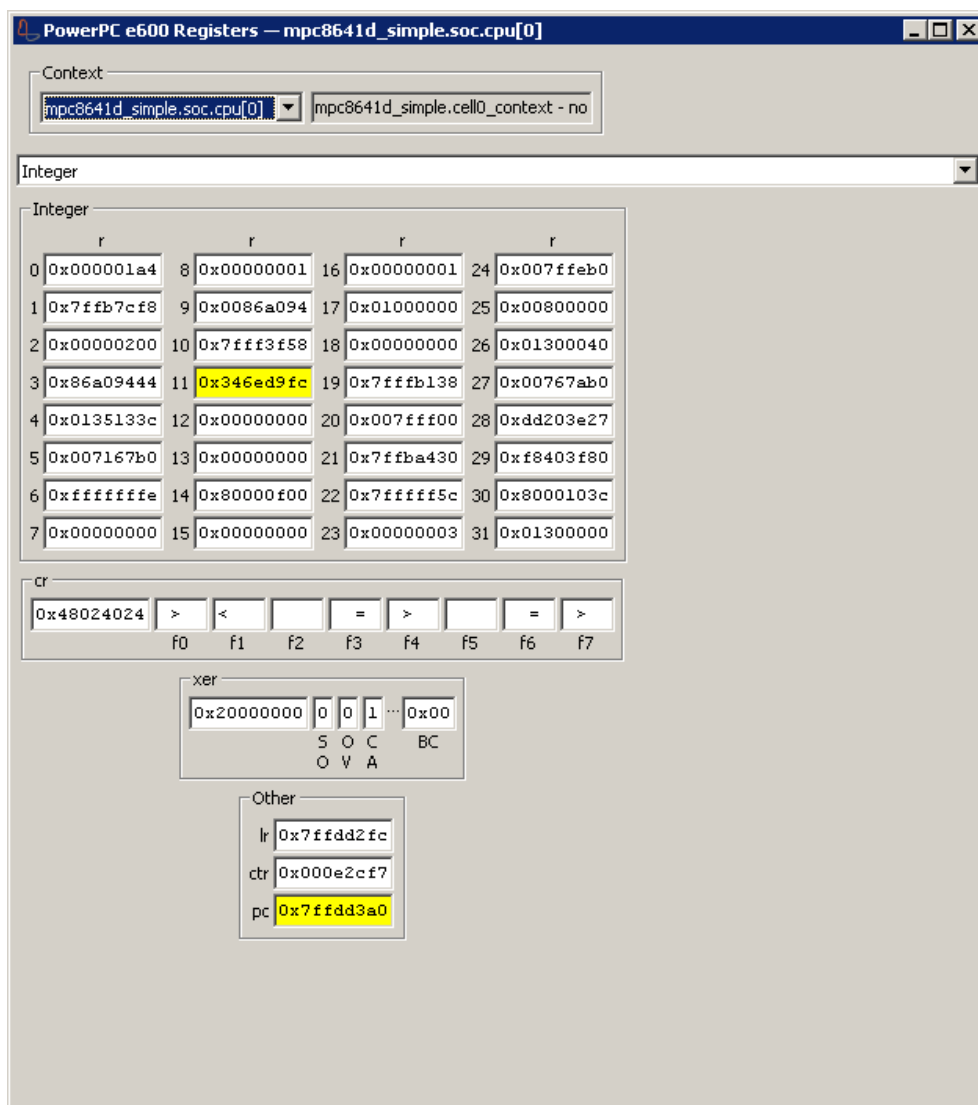 PowerPC e600 Registers — mpc8641d_simple.soc.cpu[0]
Context
mpc8641d_simple.soc.cpu[0] mpc8641d_simple.cell0_context - no
Integer
Integer
r r r r
0 0x000001a4 8 0x00000001 16 0x00000001 24 0x007ffeb0
1 0x7ffb7cf8 9 0x0086a094 17 0x01000000 25 0x00800000
2 0x00000200 10 0x7fff3f58 18 0x00000000 26 0x01300040
3 0x86a09444 11 0x346ed9fc 19 0x7fffb138 27 0x00767ab0
4 0x0135133c 12 0x00000000 20 0x007fff00 28 0xdd203e27
5 0x007167b0 13 0x00000000 21 0x7ffba430 29 0xf8403f80
6 0xfffffffe 14 0x80000f00 22 0x7fffff5c 30 0x8000103c
7 0x00000000 15 0x00000000 23 0x00000003 31 0x01300000
cr
0x48024024 > < = > = >
f0 f1 f2 f3 f4 f5 f6 f7
xer
0x20000000 0 0 1 ... 0x00
S O C BC
O V A
Other
lr 0x7ffdd2fc
ctr 0x000e2cf7
pc 0x7ffdd3a0